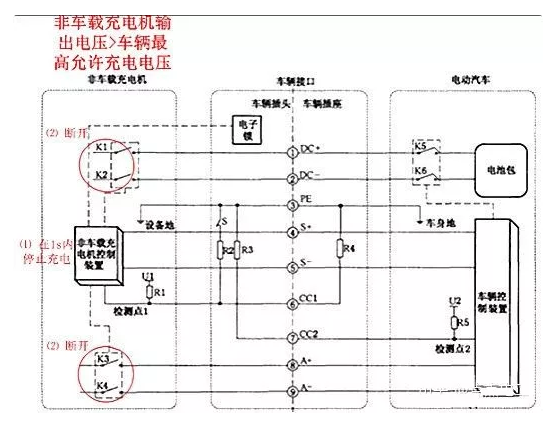 非车载充电机输
出电压>车辆最
高允许充电电压
非车载充电机
车辆接口
电动汽车
车辆插头
车辆插座
电子
锁
(2) 断开
K1
K2
DC+
DC−
K5
K6
电池包
1
2
3
PE
设备地
车身地
S
4
S+
(1) 在1s内
停止充电
非车载充
电机控制
装置
R2
R3
R4
5
S−
U1
R1
检测点1
6
CC1
U2
R5
车辆控
制装置
7
CC2
检测点2
(2) 断开
K3
K4
8
A+
9
A−